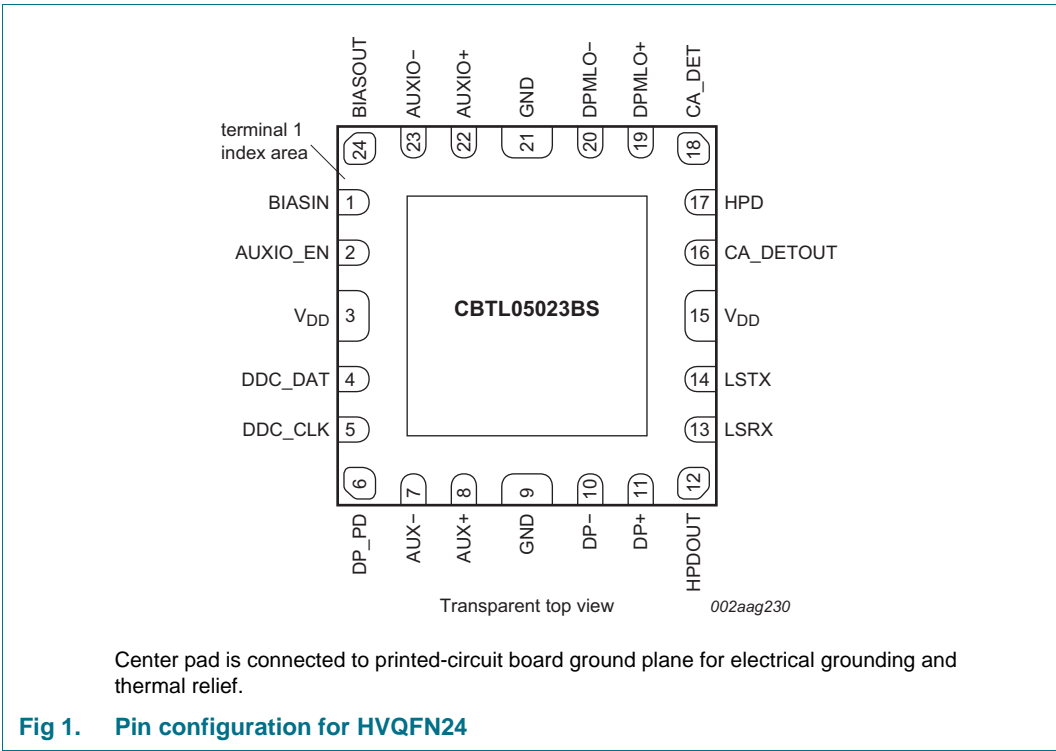 BIASOUT
AUXIO−
AUXIO+
GND
DPMLO−
DPMLO+
CA_DET
terminal 1
index area
24
23
22
21
20
19
18
BIASIN 1
17 HPD
AUXIO_EN 2
16 CA_DETOUT
VDD 3
CBTL05023BS
15 VDD
DDC_DAT 4
14 LSTX
DDC_CLK 5
13 LSRX
6
7
8
9
10
11
12
DP_PD
AUX−
AUX+
GND
DP−
DP+
HPDOUT
Transparent top view
002aag230
Center pad is connected to printed-circuit board ground plane for electrical grounding and
thermal relief.
Fig 1. Pin configuration for HVQFN24